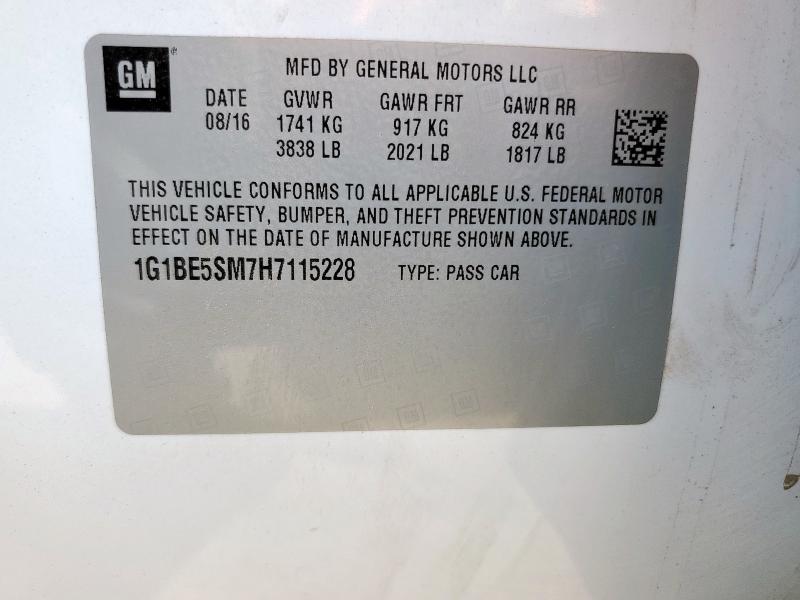 GM®
MFD BY GENERAL MOTORS LLC
DATE GVWR GAWR FRT GAWR RR
08/16 1741 KG 917 KG 824 KG
3838 LB 2021 LB 1817 LB
THIS VEHICLE CONFORMS TO ALL APPLICABLE U.S. FEDERAL MOTOR
VEHICLE SAFETY, BUMPER, AND THEFT PREVENTION STANDARDS IN
EFFECT ON THE DATE OF MANUFACTURE SHOWN ABOVE.
1G1BE5SM7H7115228 TYPE: PASS CAR